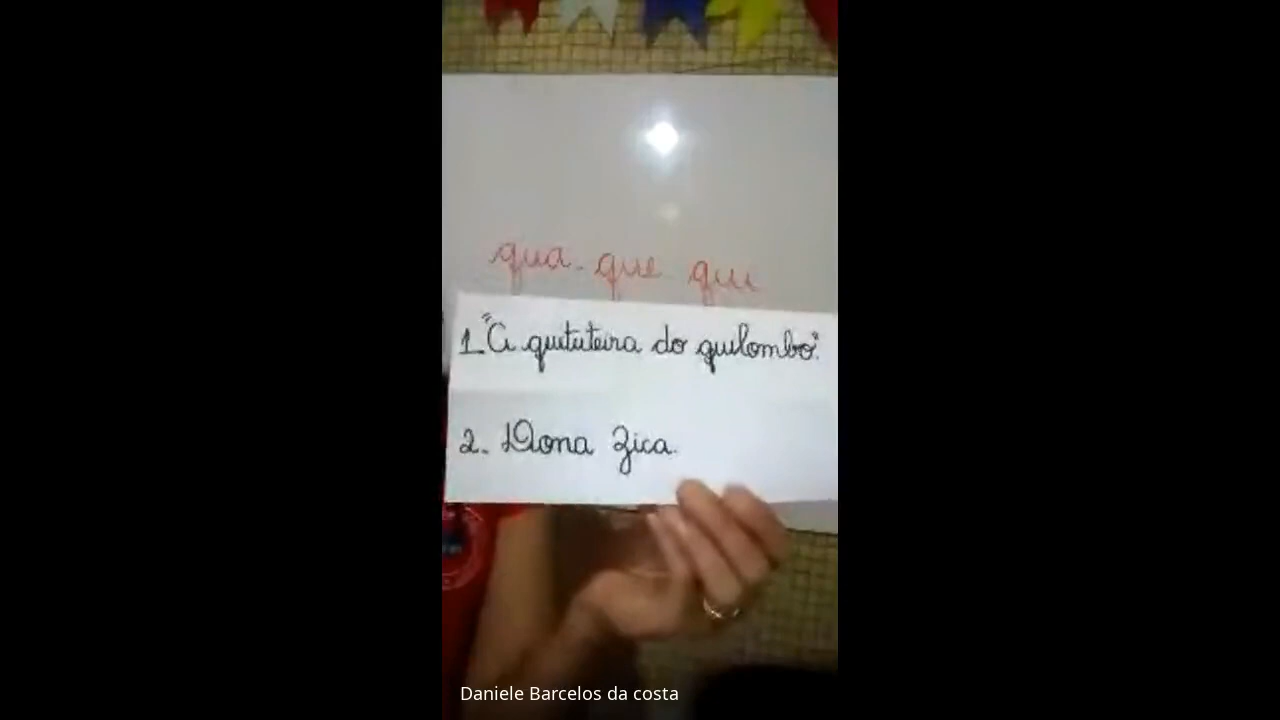 qua - que qui
1. "A quituteira do quilombo".
2. Dona Zica.
Daniele Barcelos da costa